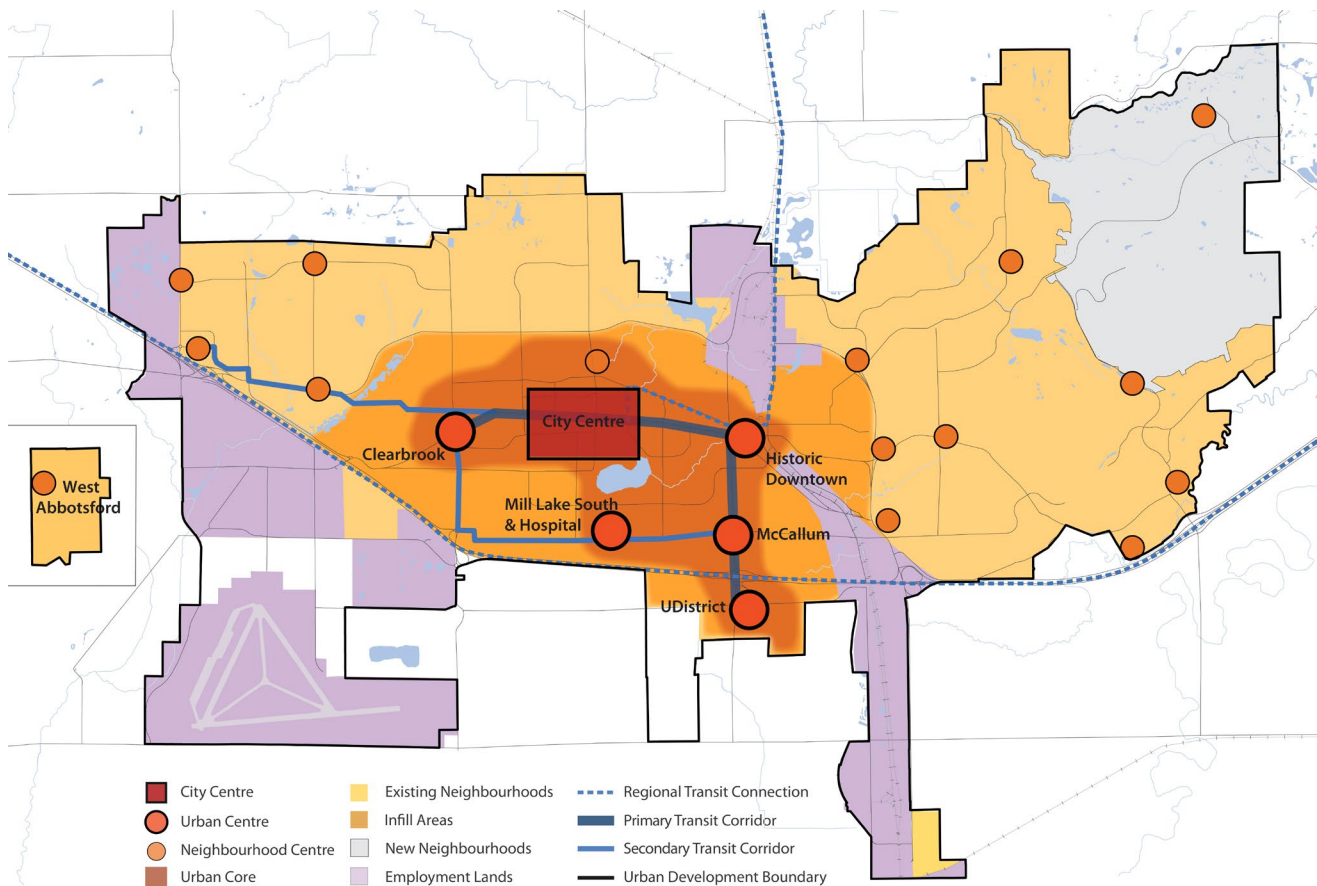 City Centre
Clearbrook
Historic
Downtown
West
Abbotsford
Mill Lake South
& Hospital
McCallum
UDistrict
City Centre
Urban Centre
Neighbourhood Centre
Urban Core
Existing Neighbourhoods
Infill Areas
New Neighbourhoods
Employment Lands
Regional Transit Connection
Primary Transit Corridor
Secondary Transit Corridor
Urban Development Boundary